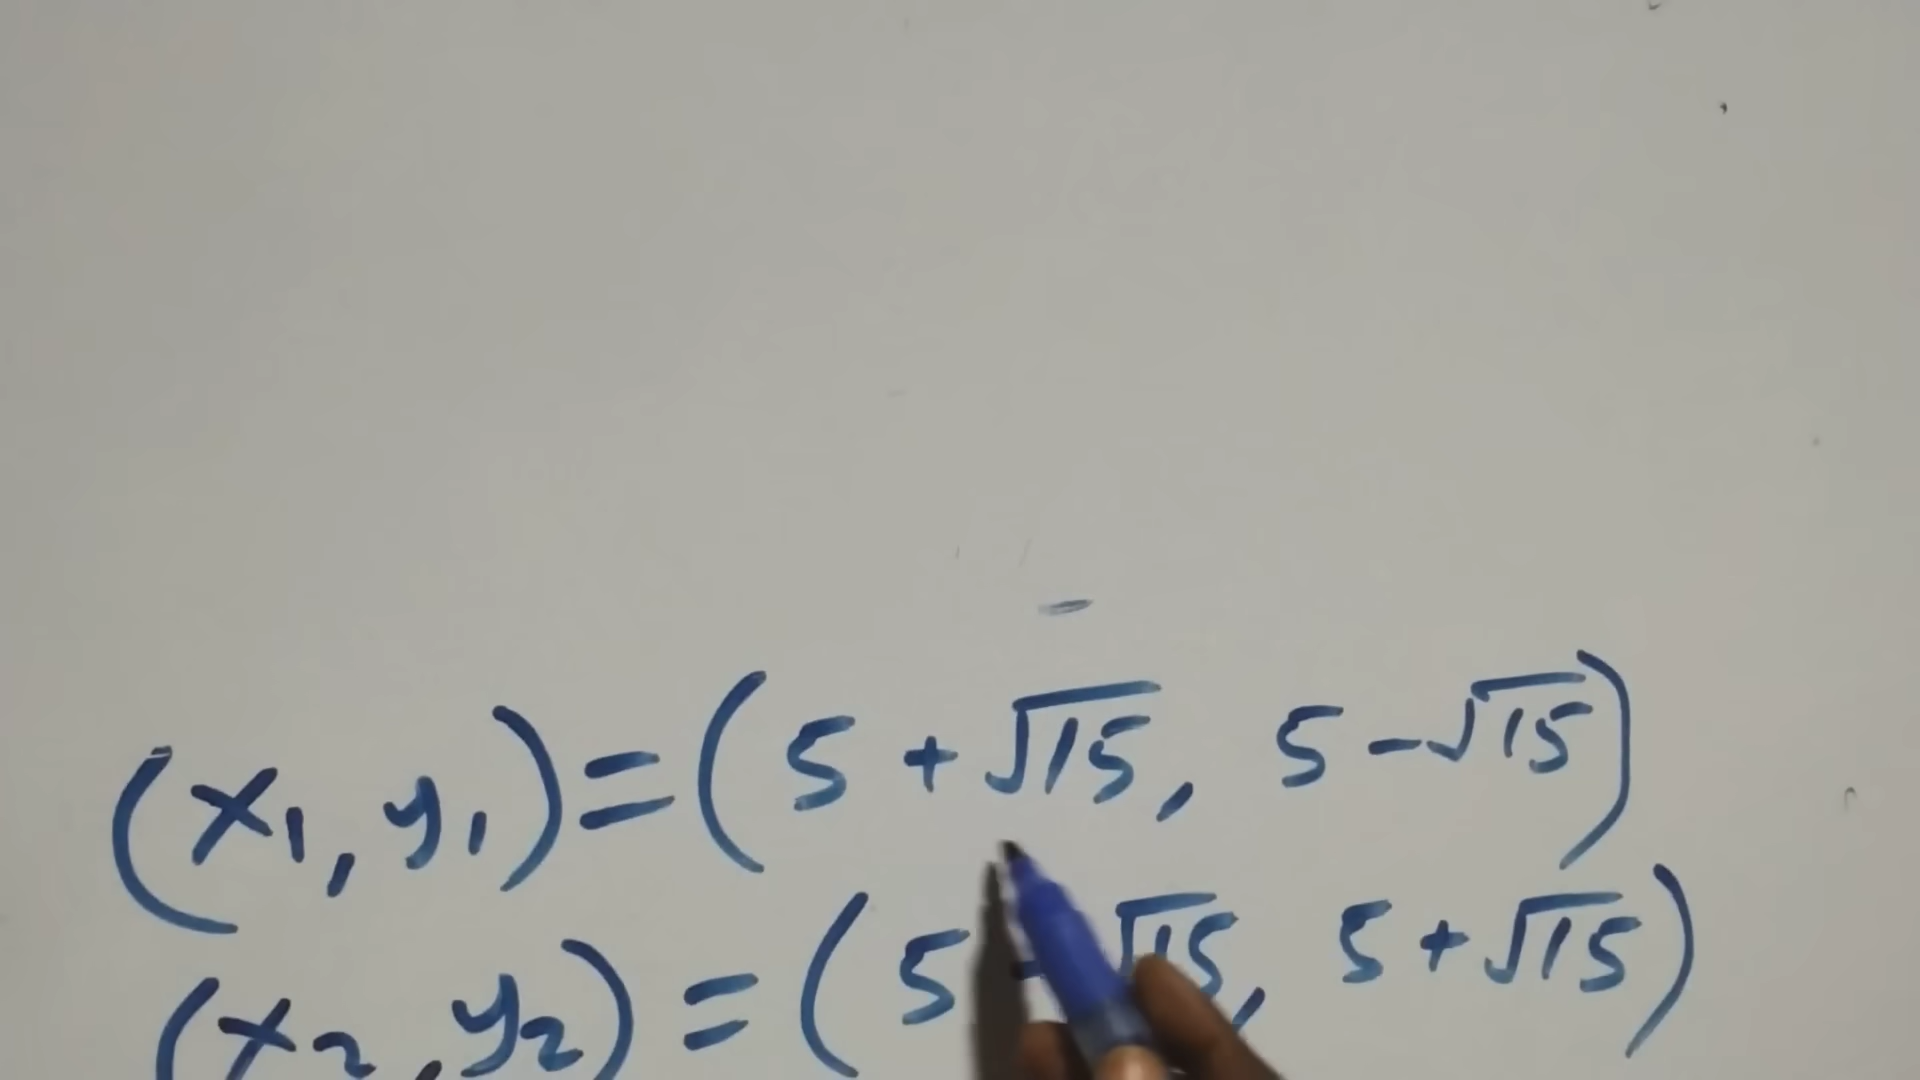 (x₁, y₁) = (5 + √15, 5 - √15)
(x₂, y₂) = (5 - √15, 5 + √15)